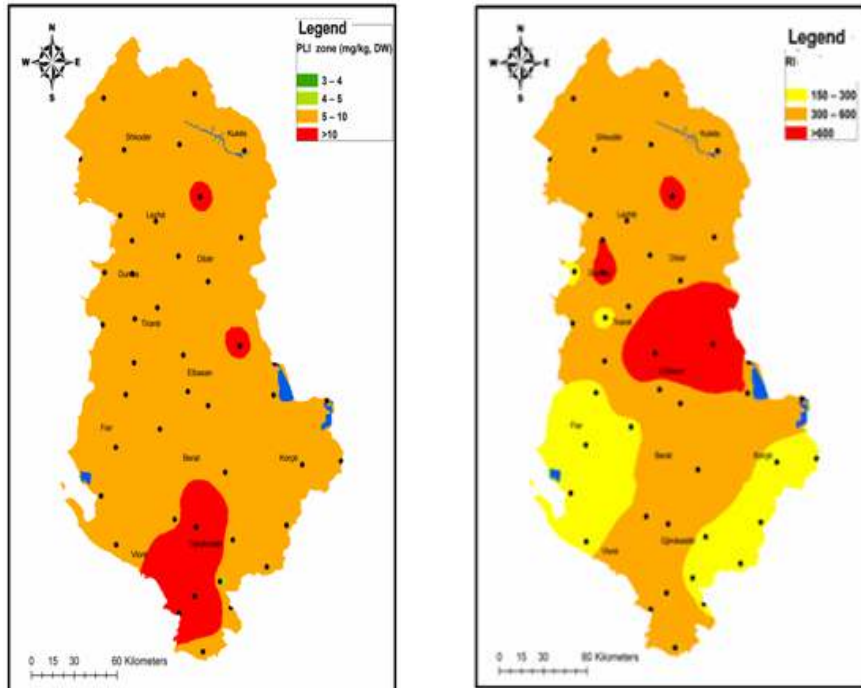 Legend
PLI zone (mg/kg, DW)
3 – 4
4 – 5
5 – 10
>10
N
W
E
S
Shkoder
Kukës
Lezhë
Dibër
Durrës
Tiranë
Elbasan
Fier
Berat
Korçë
Vlorë
Gjirokastër
0 15 30 60 Kilometers
Legend
RI
150 – 300
300 – 600
>600
N
W
E
S
Shkoder
Kukës
Lezhë
Dibër
Tiranë
Fier
Berat
Vlorë
Gjirokastër
0 15 30 60 Kilometers